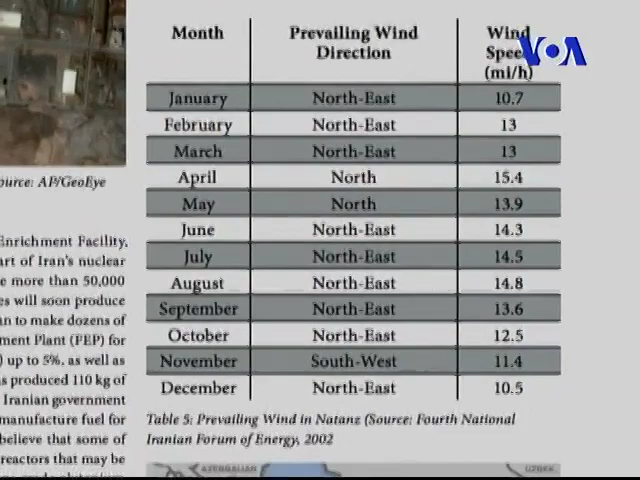 Month Prevailing Wind Direction Wind Speed (mi/h)
VOA
January North-East 10.7
February North-East 13
March North-East 13
April North 15.4
May North 13.9
June North-East 14.3
July North-East 14.5
August North-East 14.8
September North-East 13.6
October North-East 12.5
November South-West 11.4
December North-East 10.5
Table 5: Prevailing Wind in Natanz (Source: Fourth National
Iranian Forum of Energy, 2002
AP/GeoEye
Enrichment Facility,
of Iran's nuclear
more than 50,000
will soon produce
to make dozens of
Plant (FEP) for
up to 5%, as well as
produced 110 kg of
Iranian government
manufacture fuel for
believe that some of
reactors that may be
AZERBAIJAN